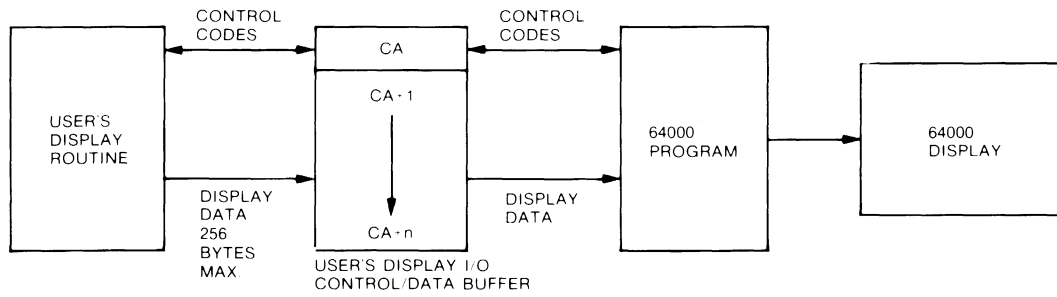 CONTROL
CODES
CONTROL
CODES
CA
CA+1
USER'S
DISPLAY
ROUTINE
64000
PROGRAM
64000
DISPLAY
DISPLAY
DATA
256
BYTES
MAX.
DISPLAY
DATA
CA+n
USER'S DISPLAY I/O
CONTROL/DATA BUFFER